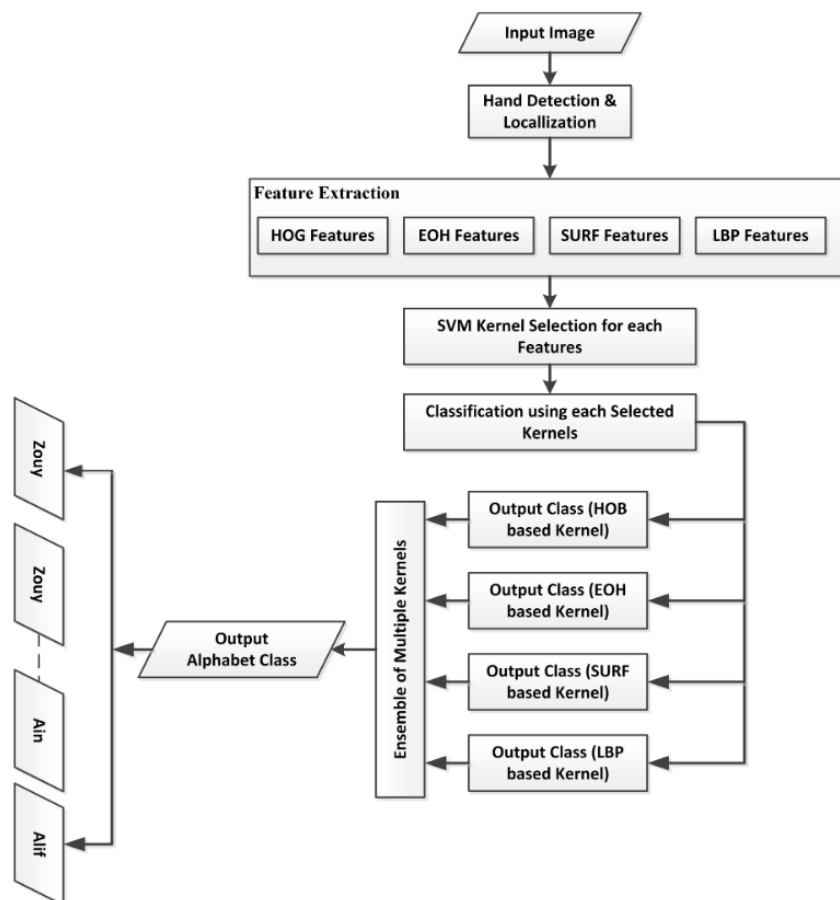 Input Image
Hand Detection &
Locallization
Feature Extraction
HOG Features
EOH Features
SURF Features
LBP Features
SVM Kernel Selection for each
Features
Classification using each Selected
Kernels
Output Class (HOB
based Kernel)
Output Class (EOH
based Kernel)
Output Class (SURF
based Kernel)
Output Class (LBP
based Kernel)
Ensemble of Multiple Kernels
Output
Alphabet Class
Zouy
Zouy
Ain
Alif